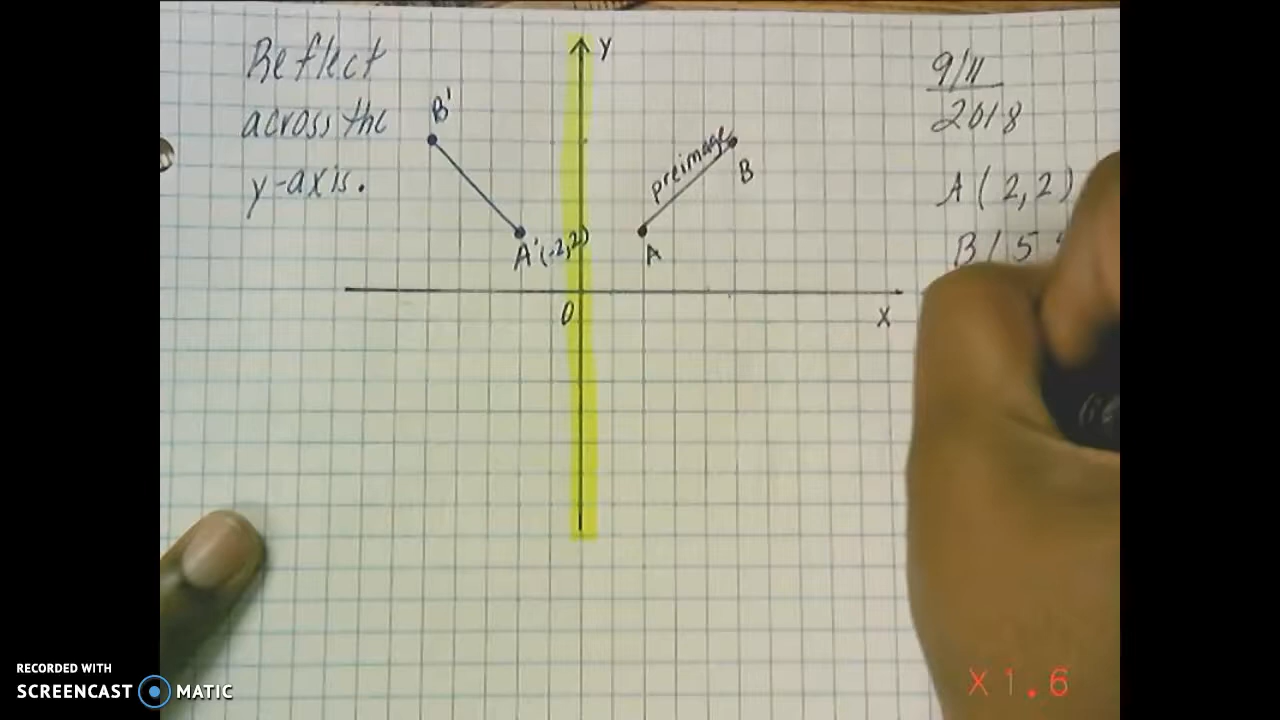 Reflect
across the
y-axis.
y
B'
A'(-2,2)
preimage
B
A
0
x
9/11
2018
A(2,2)
B(5
RECORDED WITH
SCREENCAST MATIC
X1.6